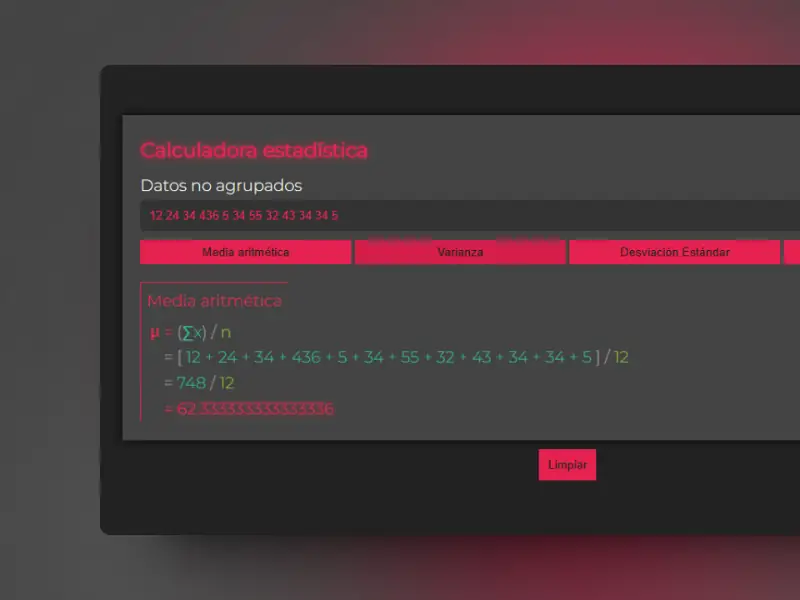 Calculadora estadística
Datos no agrupados
12 24 34 436 5 34 55 32 43 34 34 5
Media aritmética Varianza Desviación Estándar
Media aritmética
μ = (∑x) / n
= [ 12 + 24 + 34 + 436 + 5 + 34 + 55 + 32 + 43 + 34 + 34 + 5 ] / 12
= 748 / 12
= 62.333333333333336
Limpiar